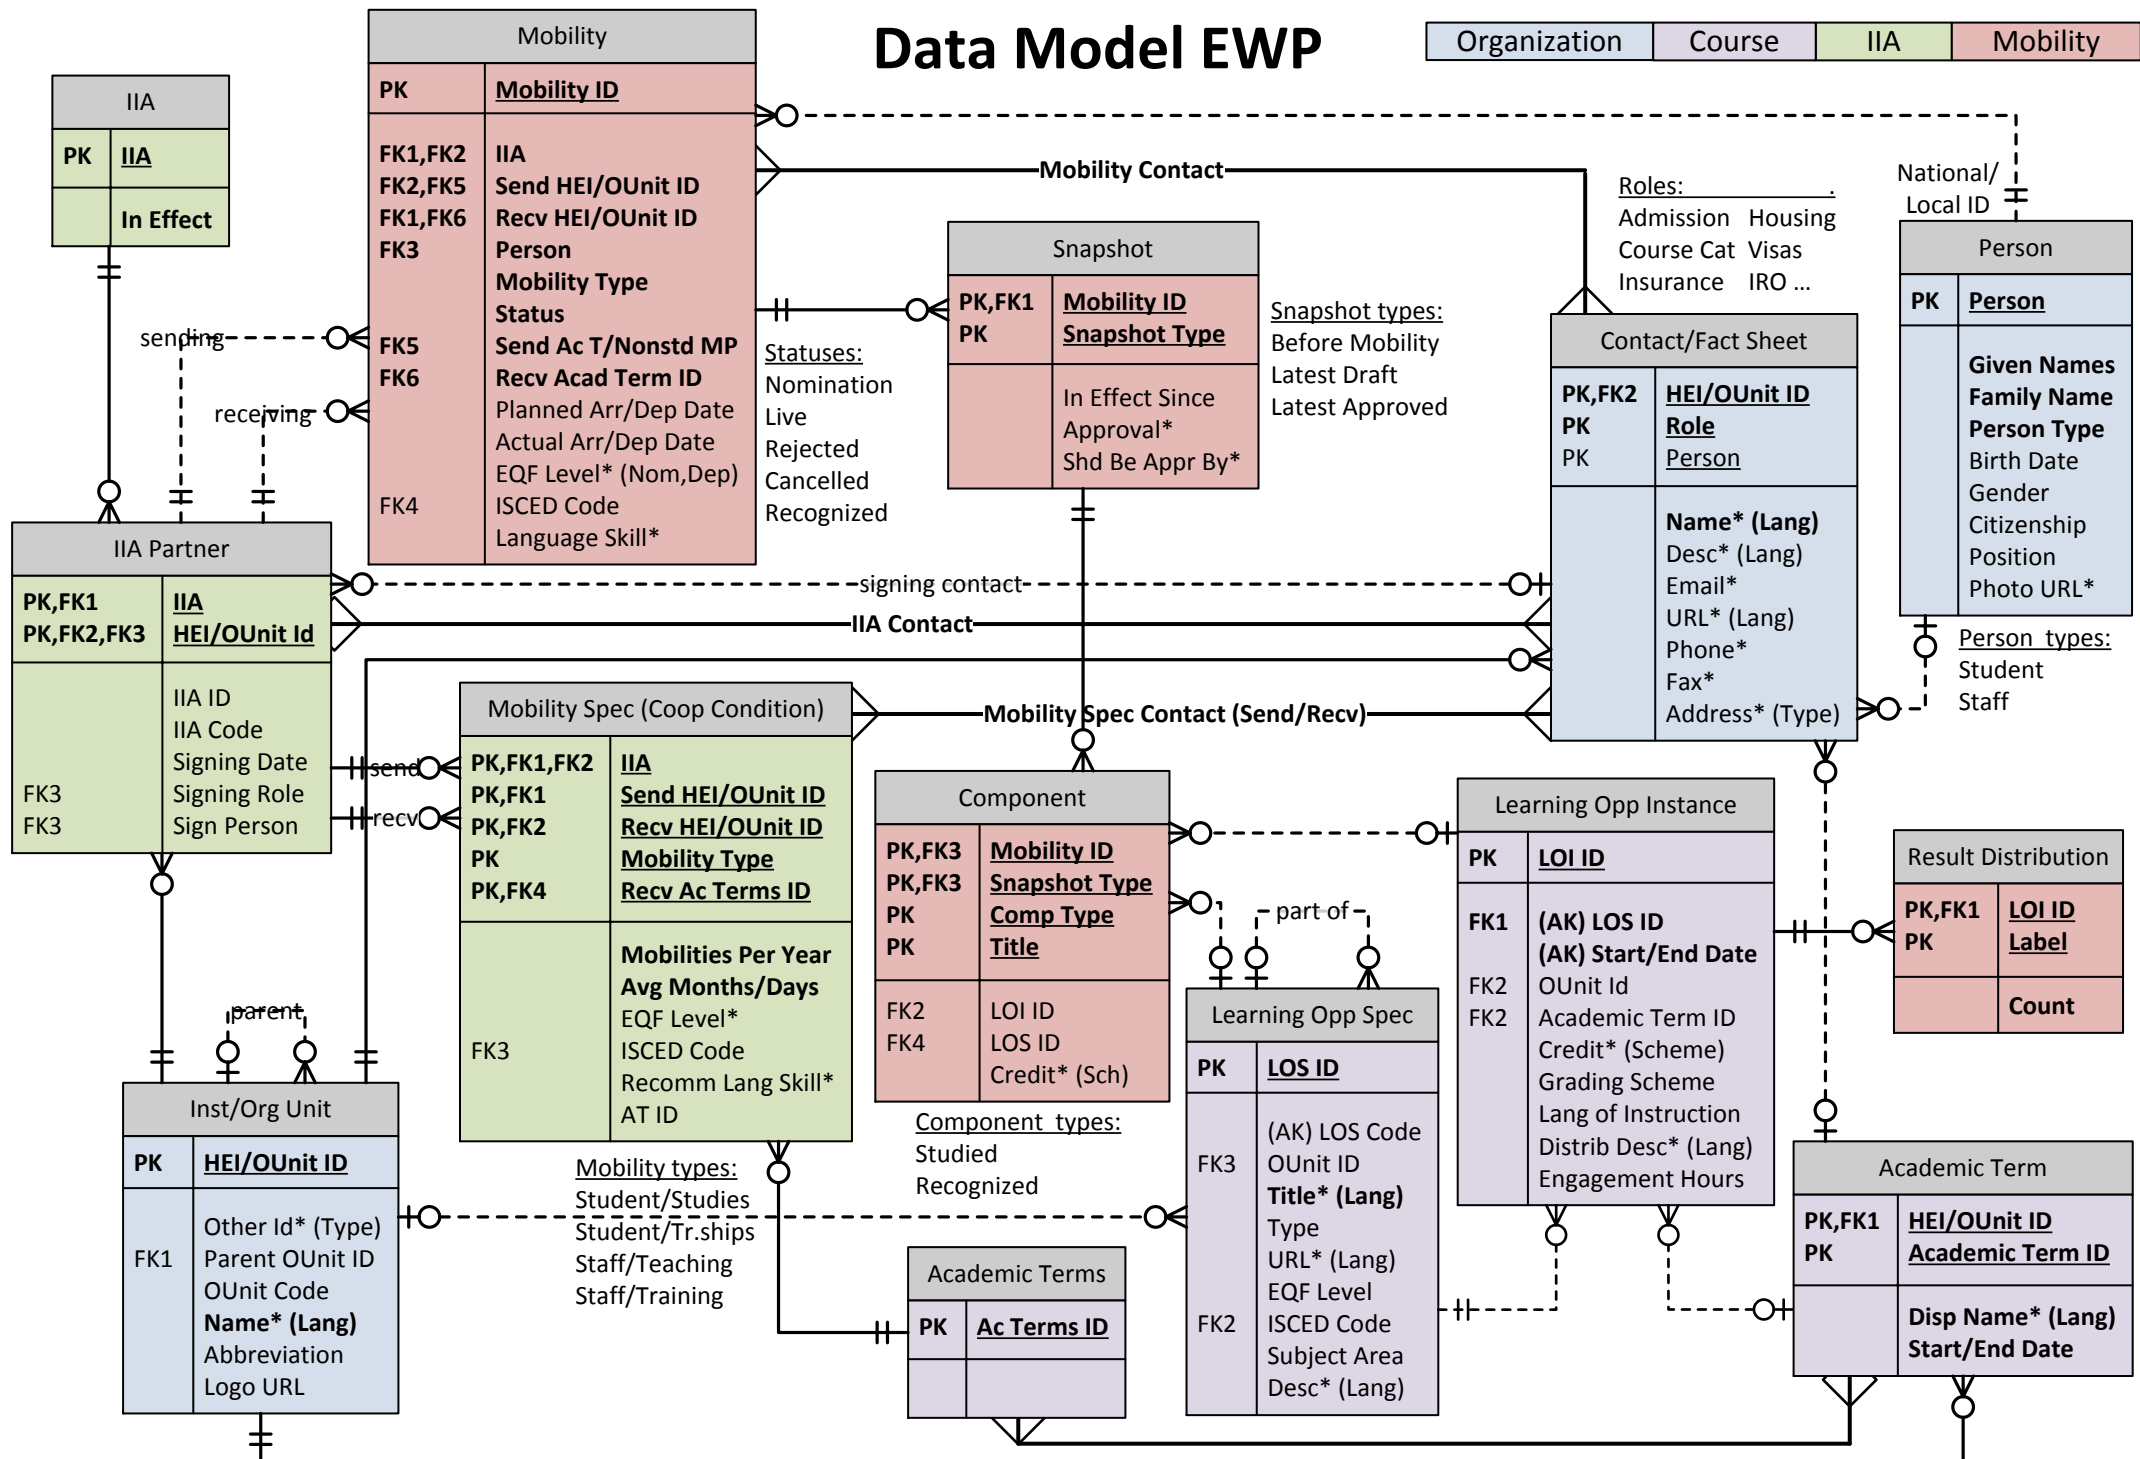 Data Model EWP
Organization Course IIA Mobility
IIA
PK IIA
In Effect
Mobility
PK Mobility ID
FK1,FK2 IIA
FK2,FK5 Send HEI/OUnit ID
FK1,FK6 Recv HEI/OUnit ID
FK3 Person
Mobility Type
Status
FK5 Send Ac T/Nonstd MP
FK6 Recv Acad Term ID
Planned Arr/Dep Date
Actual Arr/Dep Date
EQF Level* (Nom,Dep)
FK4 ISCED Code
Language Skill*
sending
receiving
Statuses:
Nomination
Live
Rejected
Cancelled
Recognized
Mobility Contact
Snapshot
PK,FK1 Mobility ID
PK Snapshot Type
In Effect Since
Approval*
Shd Be Appr By*
Snapshot types:
Before Mobility
Latest Draft
Latest Approved
Roles: .
Admission Housing
Course Cat Visas
Insurance IRO ...
National/
Local ID
Contact/Fact Sheet
PK,FK2 HEI/OUnit ID
PK Role
PK Person
Name* (Lang)
Desc* (Lang)
Email*
URL* (Lang)
Phone*
Fax*
Address* (Type)
Person
PK Person
Given Names
Family Name
Person Type
Birth Date
Gender
Citizenship
Position
Photo URL*
Person types:
Student
Staff
IIA Partner
PK,FK1 IIA
PK,FK2,FK3 HEI/OUnit Id
IIA ID
IIA Code
Signing Date
FK3 Signing Role
FK3 Sign Person
signing contact
IIA Contact
Mobility Spec Contact (Send/Recv)
send
recv
Mobility Spec (Coop Condition)
PK,FK1,FK2 IIA
PK,FK1 Send HEI/OUnit ID
PK,FK2 Recv HEI/OUnit ID
PK Mobility Type
PK,FK4 Recv Ac Terms ID
Mobilities Per Year
Avg Months/Days
EQF Level*
FK3 ISCED Code
Recomm Lang Skill*
AT ID
Mobility types:
Student/Studies
Student/Tr.ships
Staff/Teaching
Staff/Training
Component
PK,FK3 Mobility ID
PK,FK3 Snapshot Type
PK Comp Type
PK Title
FK2 LOI ID
FK4 LOS ID
Credit* (Sch)
Component types:
Studied
Recognized
part of
Learning Opp Instance
PK LOI ID
FK1 (AK) LOS ID
(AK) Start/End Date
FK2 OUnit Id
FK2 Academic Term ID
Credit* (Scheme)
Grading Scheme
Lang of Instruction
Distrib Desc* (Lang)
Engagement Hours
Result Distribution
PK,FK1 LOI ID
PK Label
Count
Learning Opp Spec
PK LOS ID
(AK) LOS Code
FK3 OUnit ID
Title* (Lang)
Type
URL* (Lang)
EQF Level
FK2 ISCED Code
Subject Area
Desc* (Lang)
parent
Inst/Org Unit
PK HEI/OUnit ID
Other Id* (Type)
FK1 Parent OUnit ID
OUnit Code
Name* (Lang)
Abbreviation
Logo URL
Academic Terms
PK Ac Terms ID
Academic Term
PK,FK1 HEI/OUnit ID
PK Academic Term ID
Disp Name* (Lang)
Start/End Date